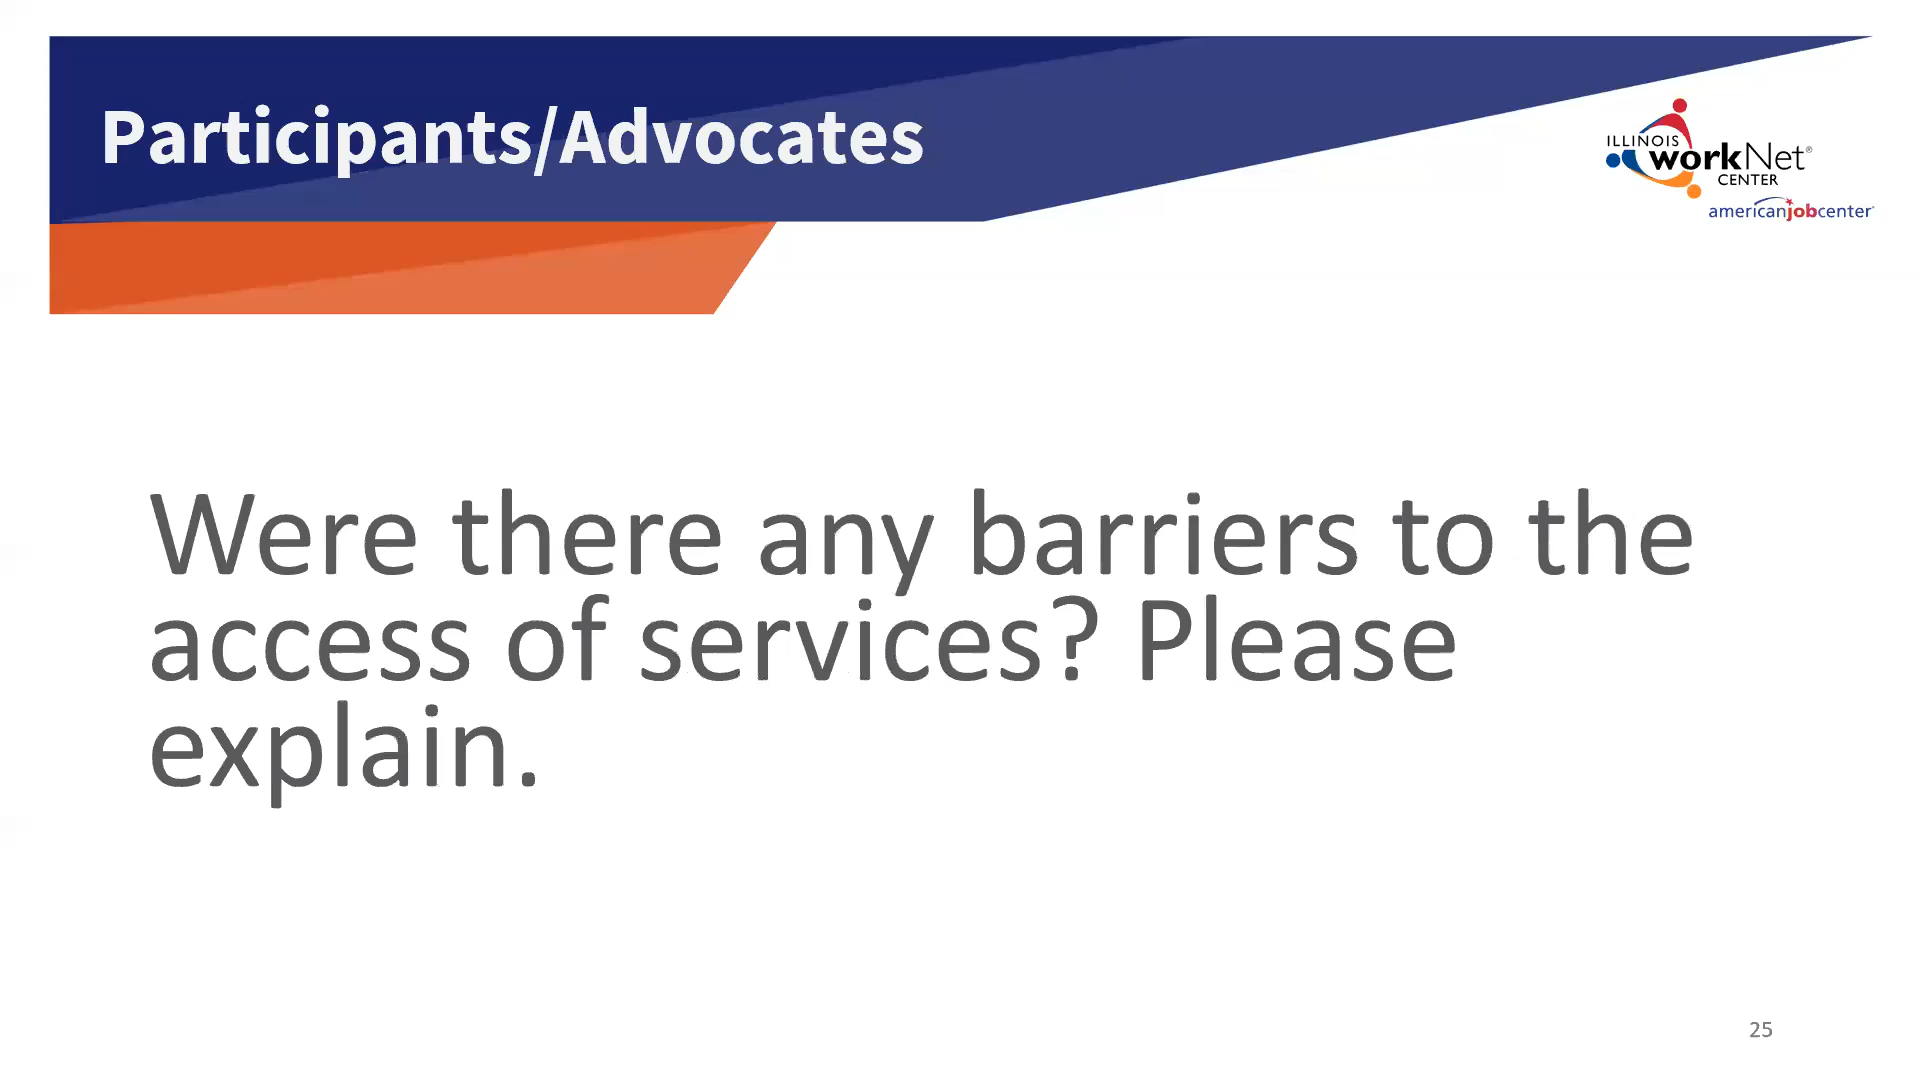 Participants/Advocates
ILLINOIS
workNet®
CENTER
americanjobcenter
Were there any barriers to the
access of services? Please
explain.
25